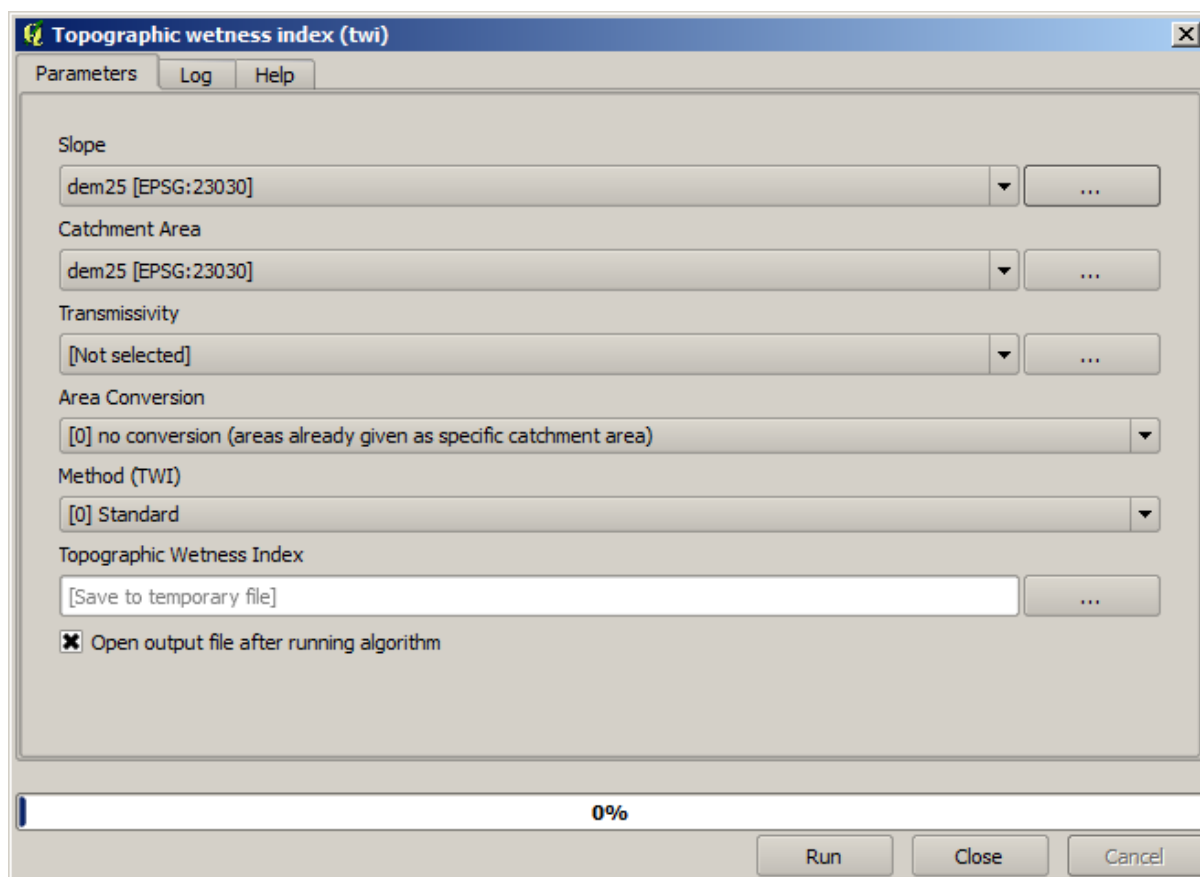 Topographic wetness index (twi)
Parameters Log Help
Slope
dem25 [EPSG:23030]
...
Catchment Area
dem25 [EPSG:23030]
...
Transmissivity
[Not selected]
...
Area Conversion
[0] no conversion (areas already given as specific catchment area)
Method (TWI)
[0] Standard
Topographic Wetness Index
[Save to temporary file]
...
Open output file after running algorithm
0%
Run Close Cancel